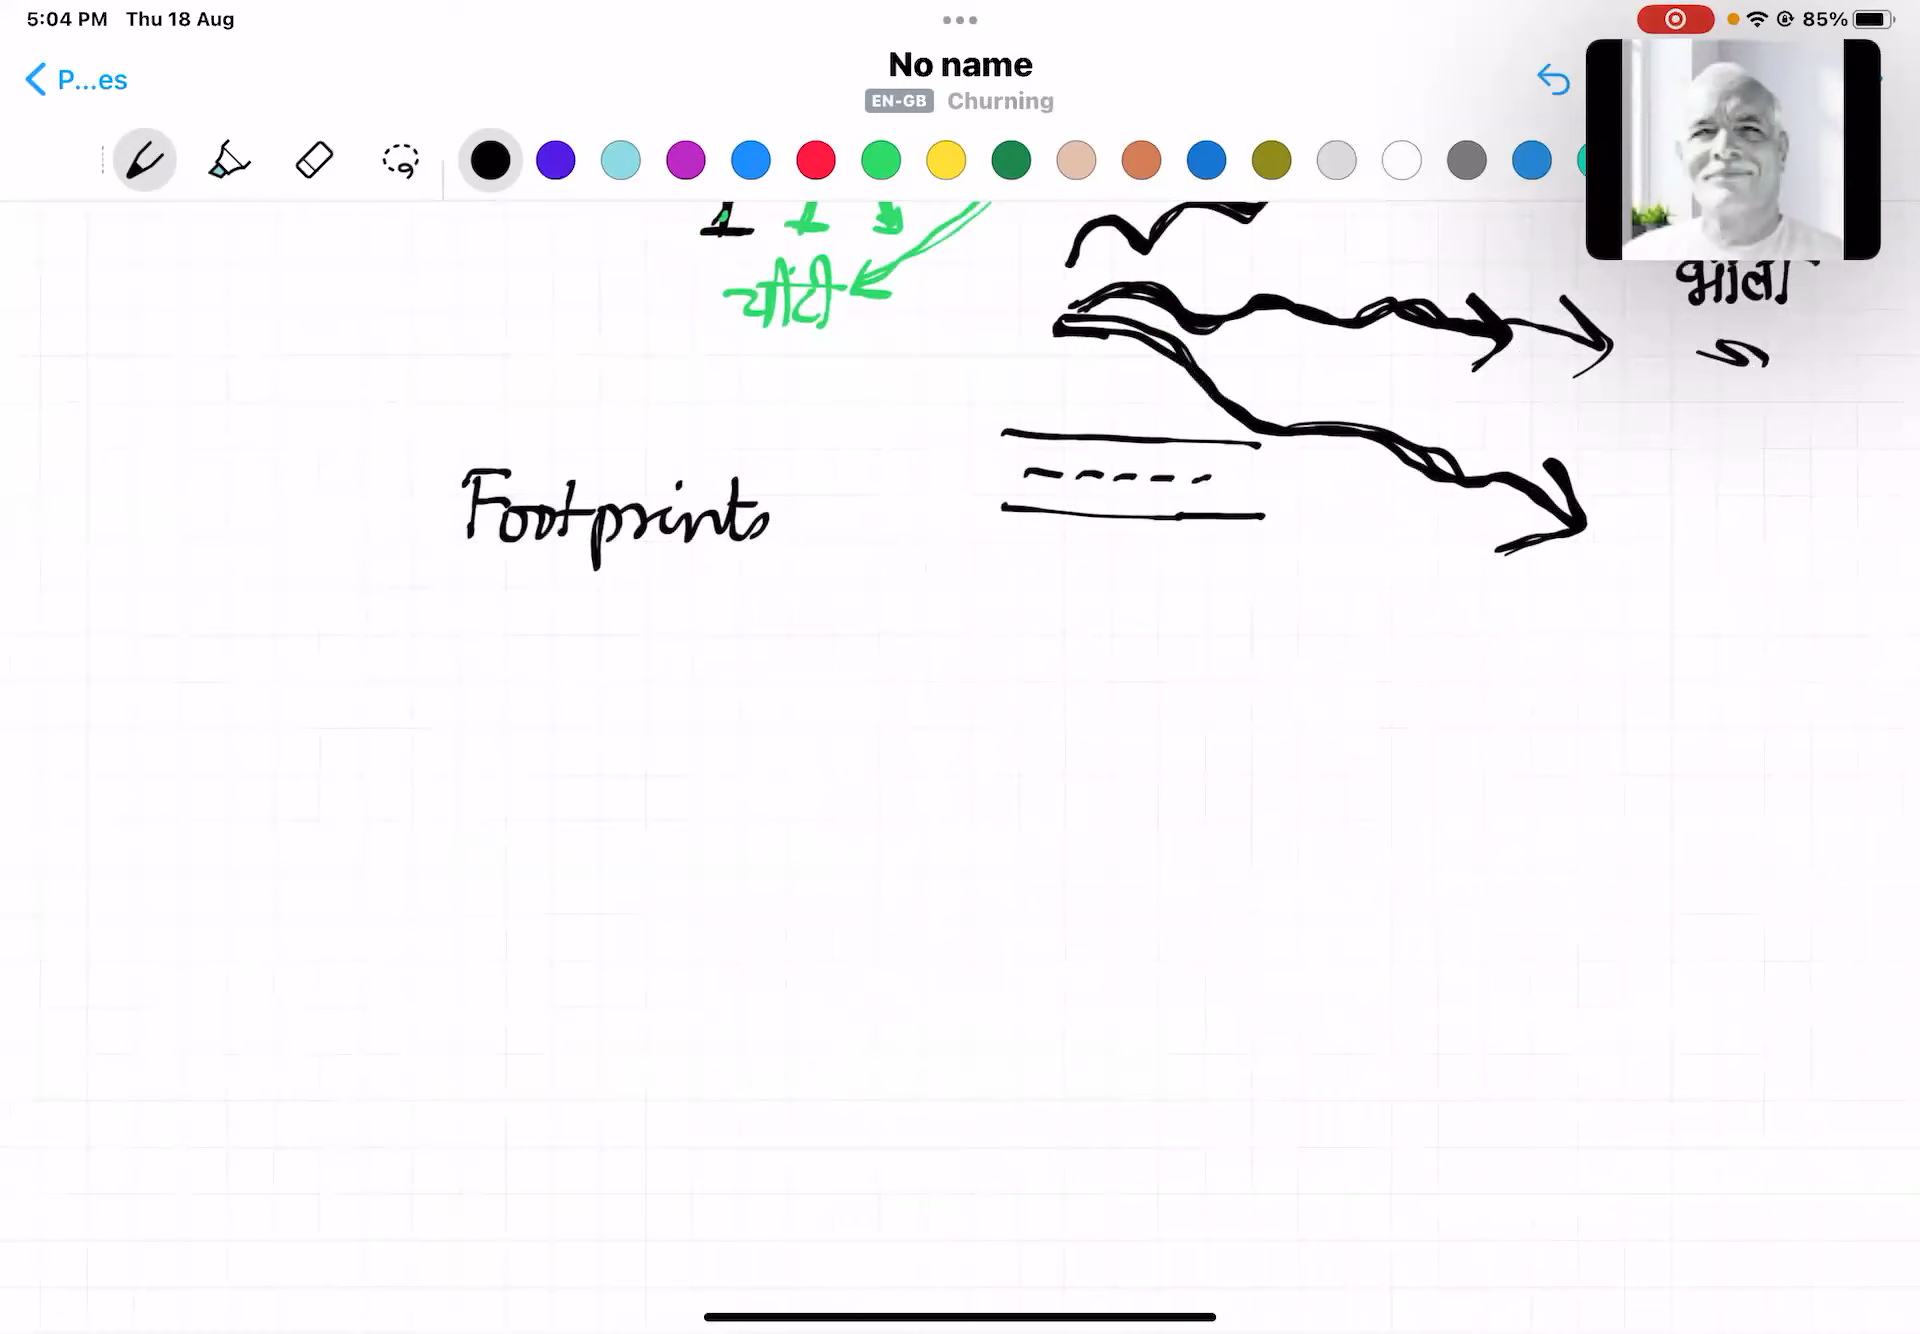 5:04 PM Thu 18 Aug
85%
P...es
No name
EN-GB Churning
चींटी
Footprints